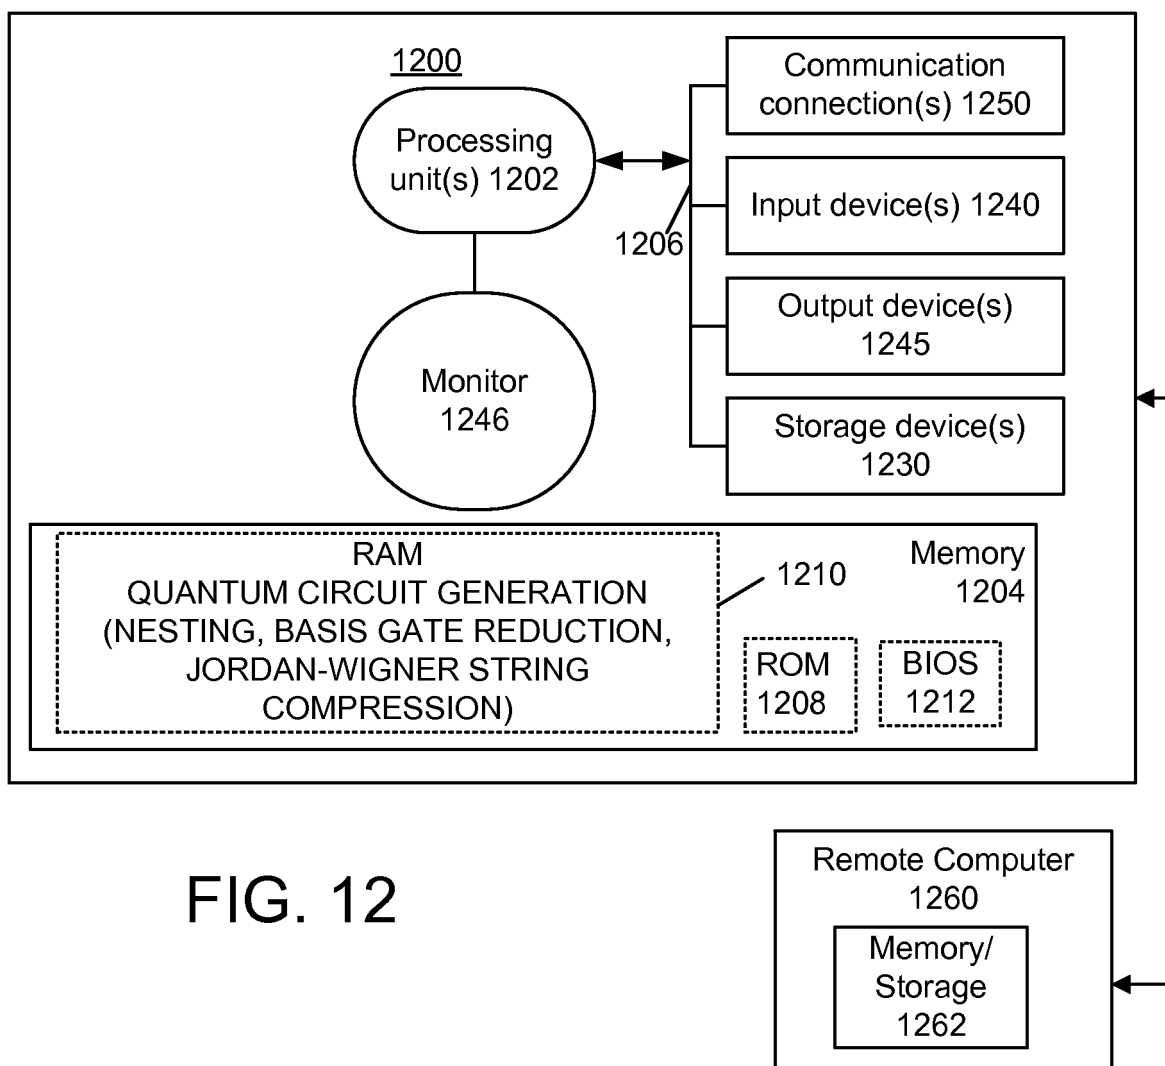 1200
Processing
unit(s) 1202
1206
Communication
connection(s) 1250
Input device(s) 1240
Output device(s)
1245
Storage device(s)
1230
Monitor
1246
RAM
QUANTUM CIRCUIT GENERATION
(NESTING, BASIS GATE REDUCTION,
JORDAN-WIGNER STRING
COMPRESSION)
1210
Memory
1204
ROM
1208
BIOS
1212
FIG. 12
Remote Computer
1260
Memory/
Storage
1262